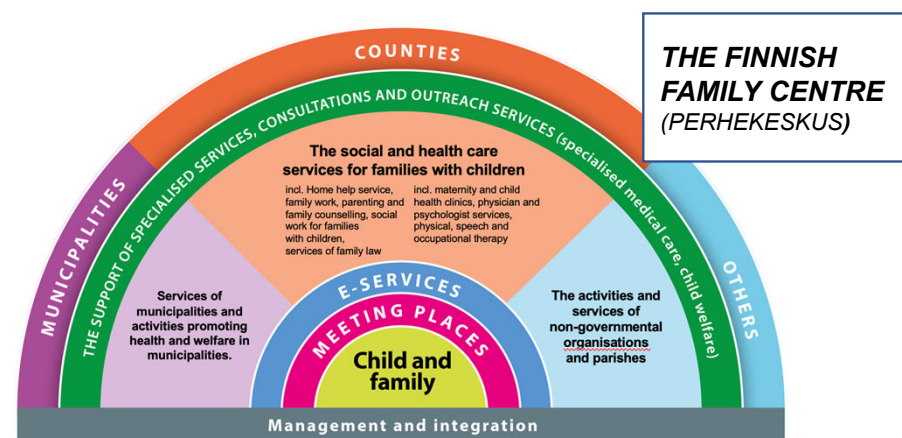 THE FINNISH
FAMILY CENTRE
(PERHEKESKUS)
COUNTIES
MUNICIPALITIES
OTHERS
THE SUPPORT OF SPECIALISED SERVICES, CONSULTATIONS AND OUTREACH SERVICES (specialised medical care, child welfare)
The social and health care
services for families with children
incl. Home help service,
family work, parenting and
family counselling, social
work for families
with children,
services of family law
incl. maternity and child
health clinics, physician and
psychologist services,
physical, speech and
occupational therapy
Services of
municipalities and
activities promoting
health and welfare in
municipalities.
The activities and
services of
non-governmental
organisations
and parishes
E-SERVICES
MEETING PLACES
Child and
family
Management and integration